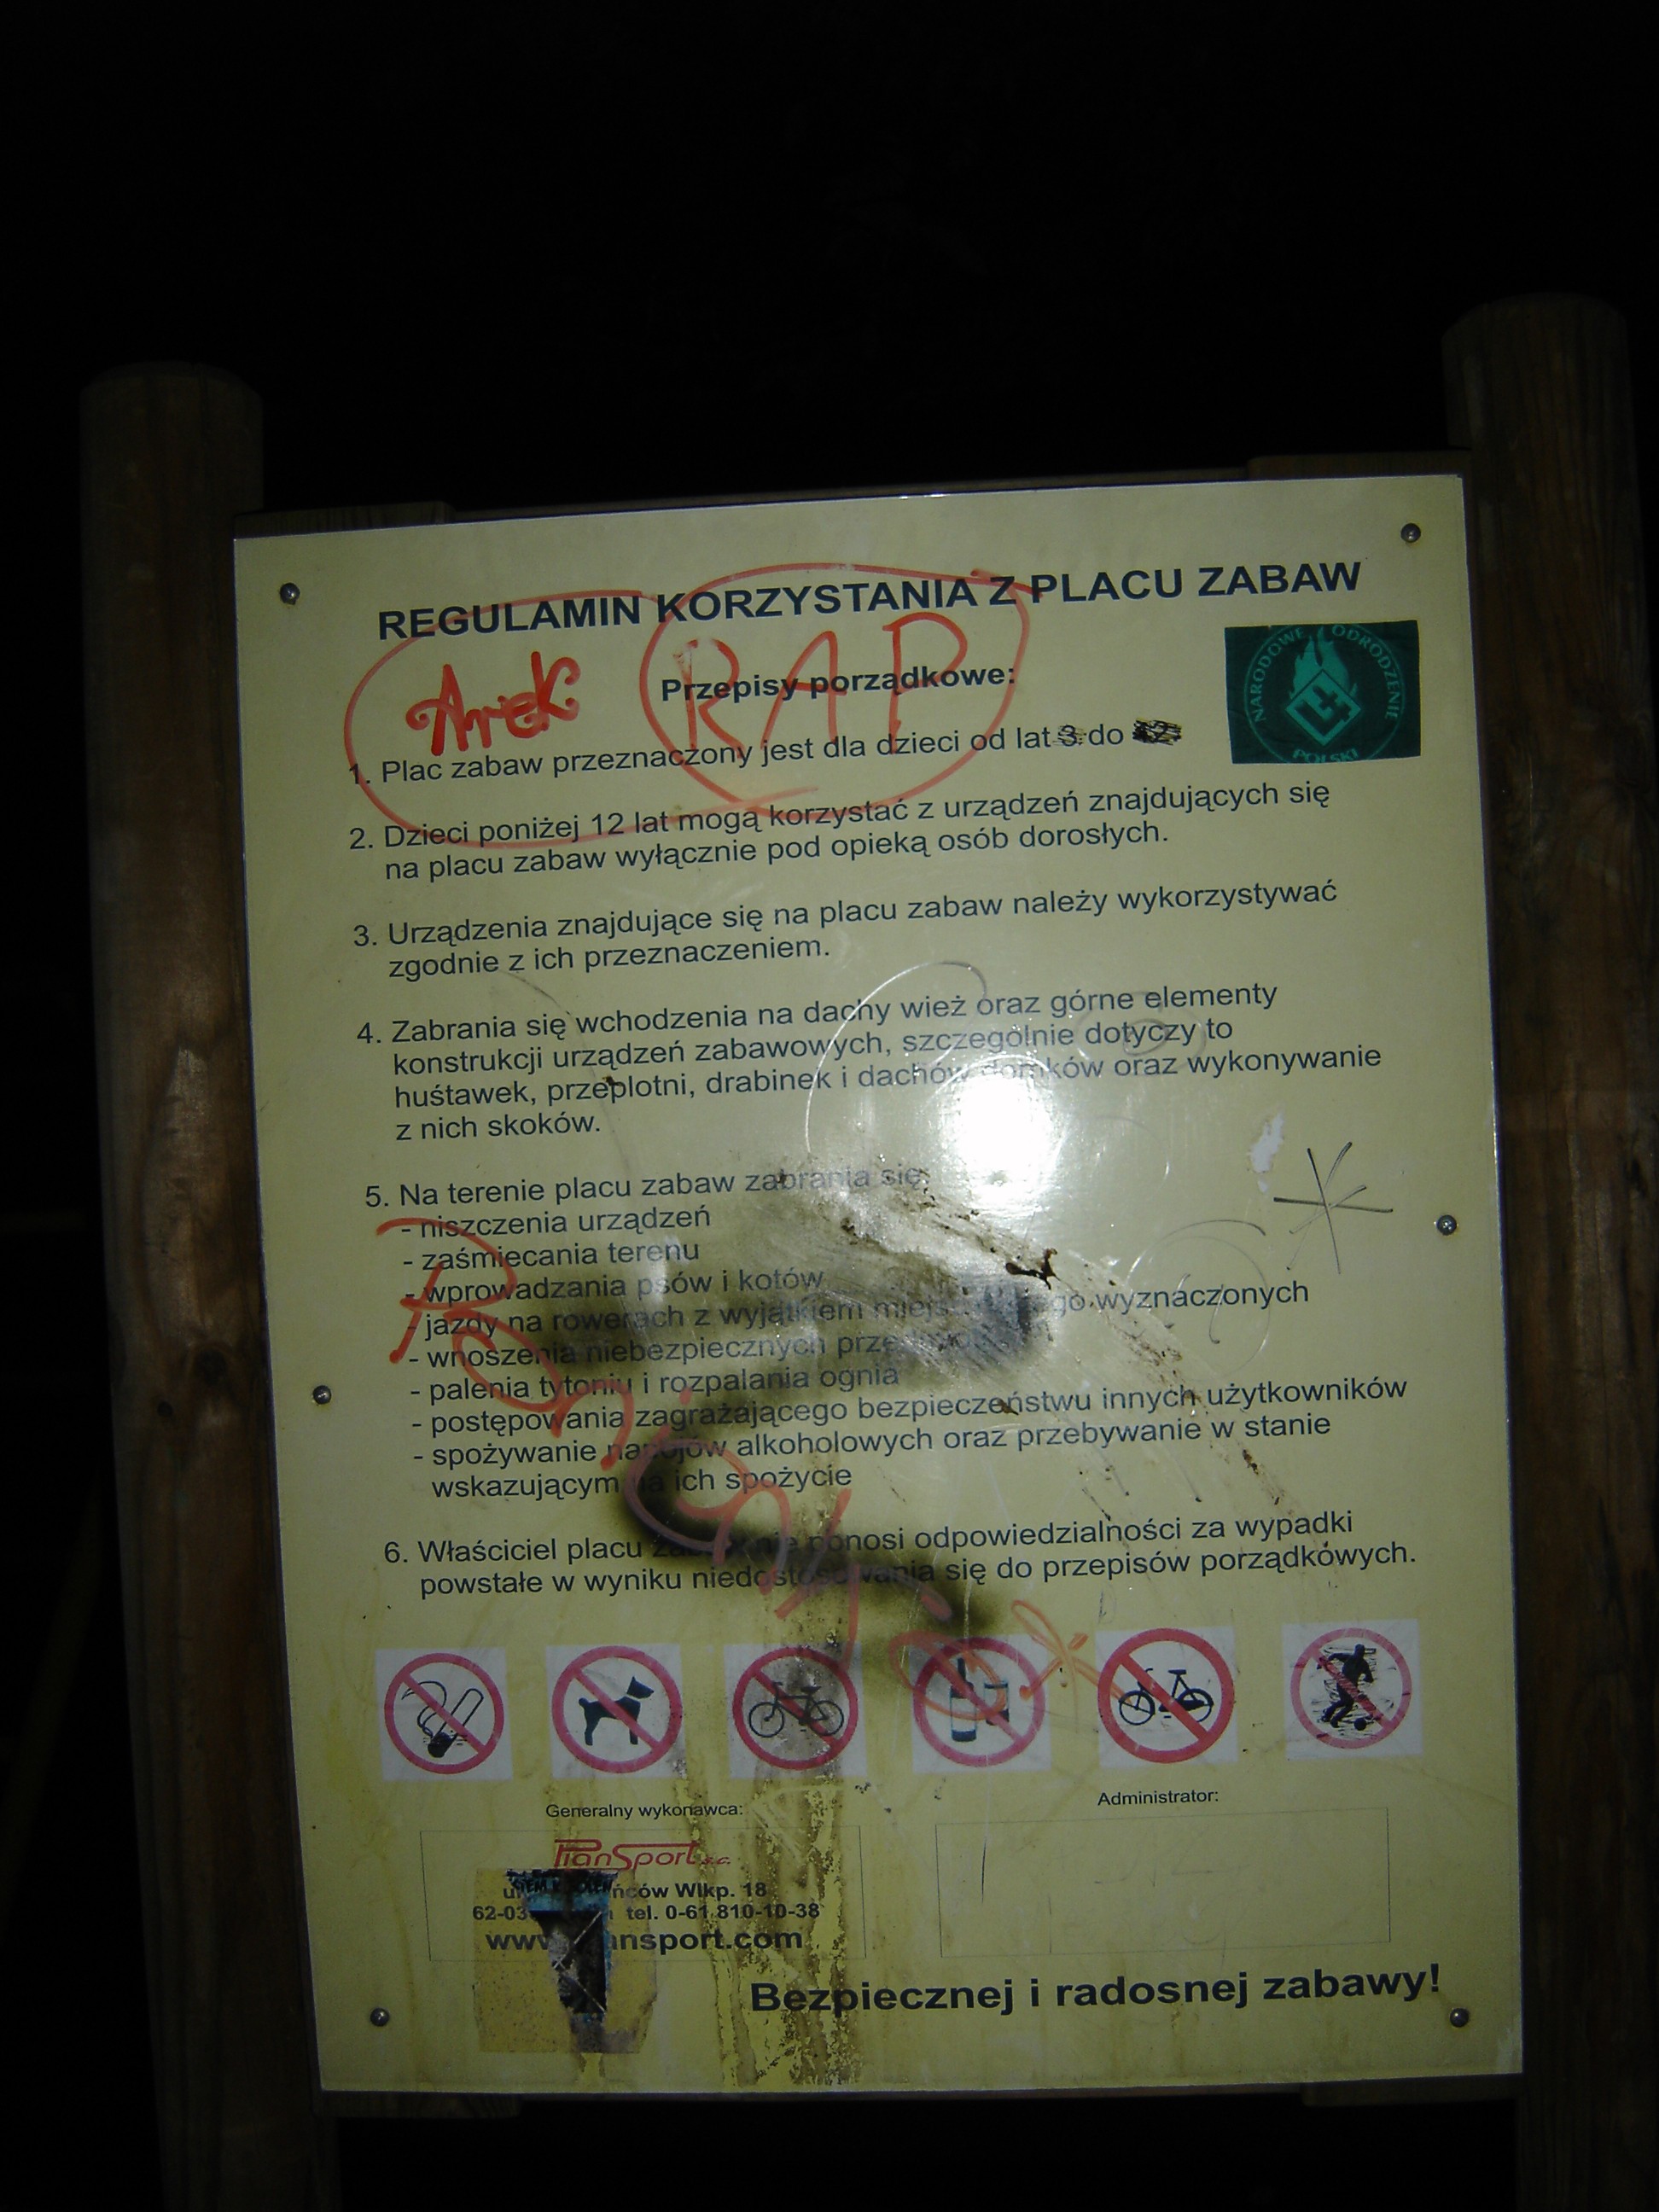 REGULAMIN KORZYSTANIA Z PLACU ZABAW
Arek
RAP
Przepisy porządkowe:
NARODOWE ODRODZENIE
POLSKI
1. Plac zabaw przeznaczony jest dla dzieci od lat 3 do 12.
2. Dzieci poniżej 12 lat mogą korzystać z urządzeń znajdujących się
na placu zabaw wyłącznie pod opieką osób dorosłych.
3. Urządzenia znajdujące się na placu zabaw należy wykorzystywać
zgodnie z ich przeznaczeniem.
4. Zabrania się wchodzenia na dachy wież oraz górne elementy
konstrukcji urządzeń zabawowych, szczególnie dotyczy to
huśtawek, przeplotni, drabinek i dachów domków oraz wykonywanie
z nich skoków.
5. Na terenie placu zabaw zabrania się:
- niszczenia urządzeń
- zaśmiecania terenu
- wprowadzania psów i kotów
- jazdy na rowerach z wyjątkiem miejsc do tego wyznaczonych
- wnoszenia niebezpiecznych
- palenia tytoniu i rozpalania ognia
- postępowania zagrażającego bezpieczeństwu innych użytkowników
- spożywanie napojów alkoholowych oraz przebywanie w stanie
wskazującym na ich spożycie
6. Właściciel placu zabaw nie ponosi odpowiedzialności za wypadki
powstałe w wyniku niedostosowania się do przepisów porządkowych.
Generalny wykonawca:
Administrator:
PianSport s.c.
Wlkp. 18
tel. 0-61 810-10-38
Bezpiecznej i radosnej zabawy!